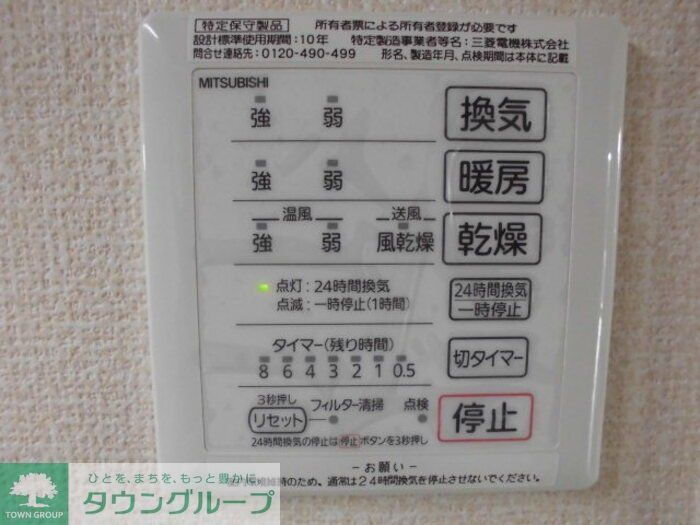 特定保守製品 所有者票による所有者登録が必要です
設計標準使用期間：10年 特定製造事業者等名：三菱電機株式会社
問合せ連絡先：0120-490-499 形名、製造年月、点検期間は本体に記載
MITSUBISHI
強 弱 換気
強 弱 暖房
温風 送風
強 弱 風乾燥 乾燥
点灯：24時間換気
点滅：一時停止(1時間)
24時間換気
一時停止
タイマー(残り時間)
8 6 4 3 2 1 0.5
切タイマー
3秒押し
リセット フィルター清掃 点検
停止
24時間換気の停止は停止ボタンを3秒押し
－お願い－
維持のため、通常は24時間換気を停止させないでください。
ひとを、まちを、もっと豊かに
タウングループ
TOWN GROUP